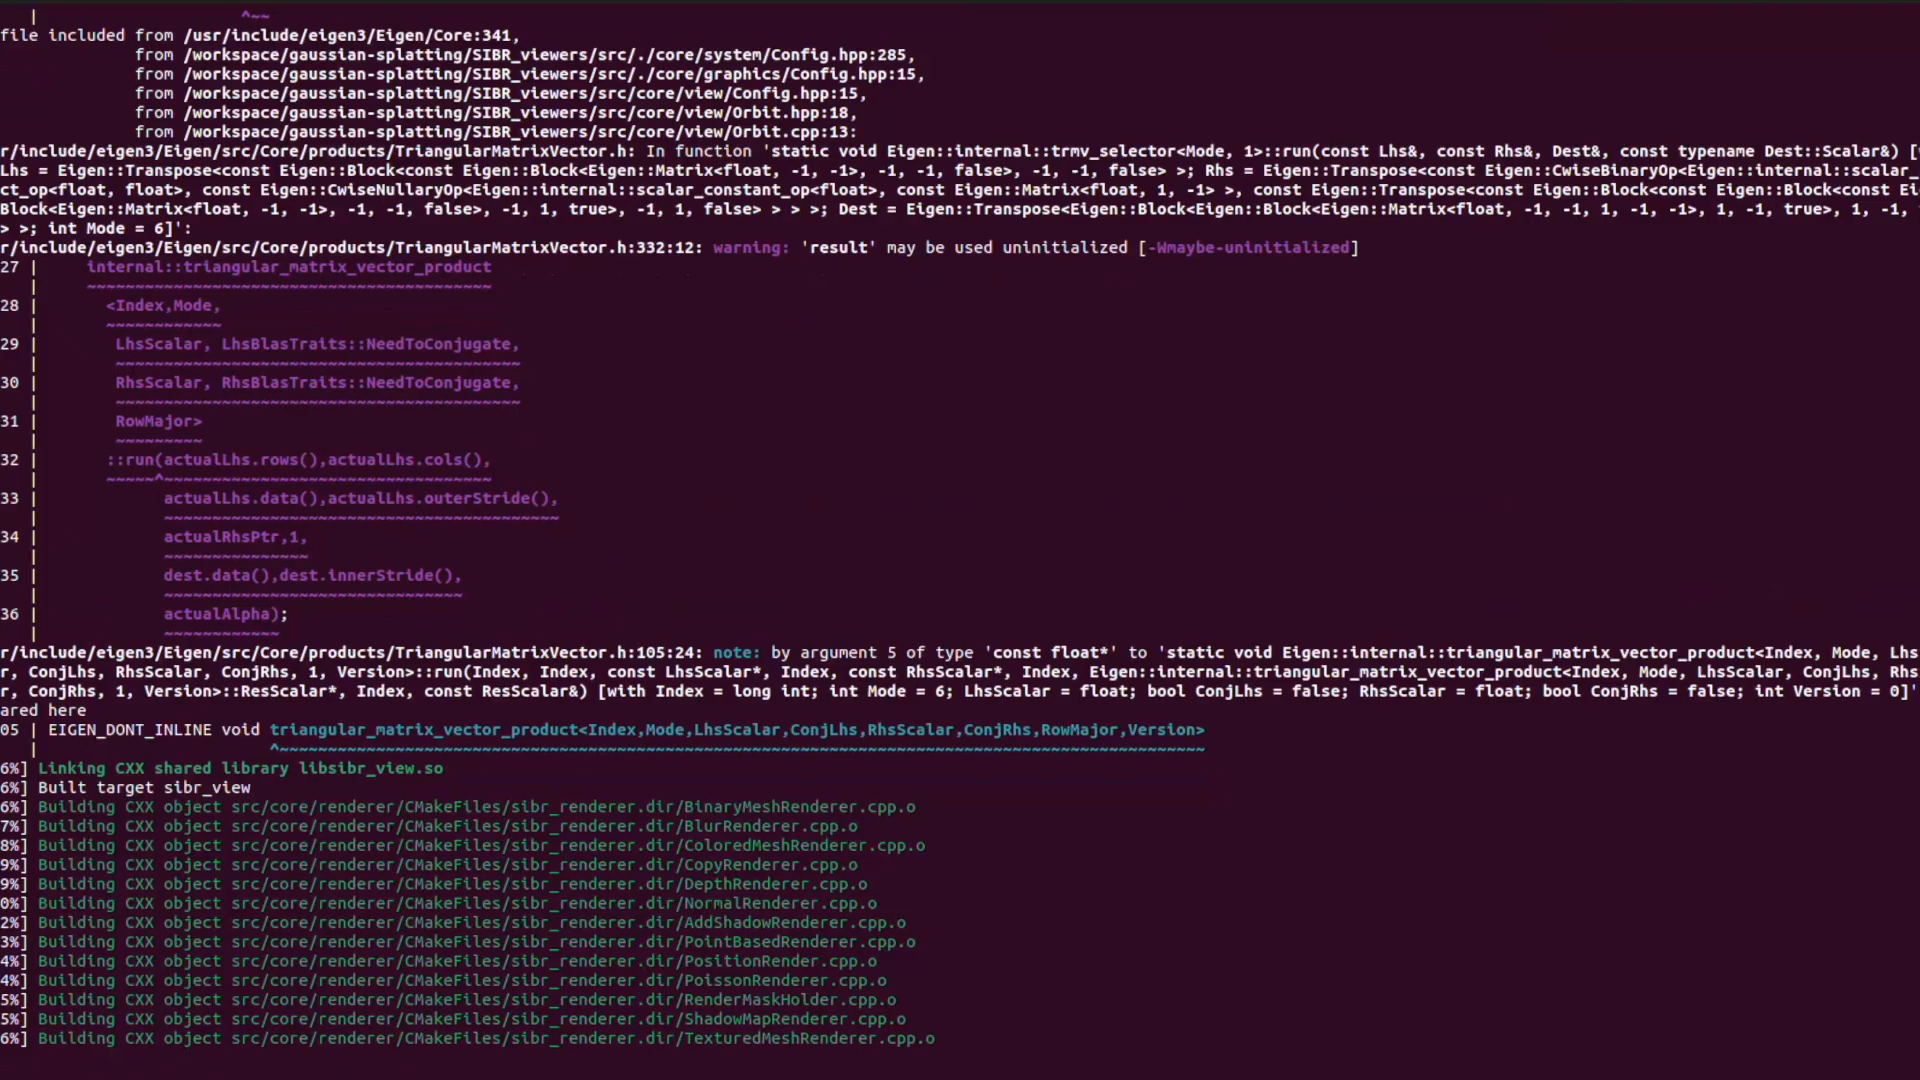 |                      ^~~
file included from /usr/include/eigen3/Eigen/Core:341,
from /workspace/gaussian-splatting/SIBR_viewers/src/./core/system/Config.hpp:285,
from /workspace/gaussian-splatting/SIBR_viewers/src/./core/graphics/Config.hpp:15,
from /workspace/gaussian-splatting/SIBR_viewers/src/core/view/Config.hpp:15,
from /workspace/gaussian-splatting/SIBR_viewers/src/core/view/Orbit.hpp:18,
from /workspace/gaussian-splatting/SIBR_viewers/src/core/view/Orbit.cpp:13:
r/include/eigen3/Eigen/src/Core/products/TriangularMatrixVector.h: In function 'static void Eigen::internal::trmv_selector<Mode, 1>::run(const Lhs&, const Rhs&, Dest&, const typename Dest::Scalar&) [
Lhs = Eigen::Transpose<const Eigen::Block<const Eigen::Block<Eigen::Matrix<float, -1, -1>, -1, -1, false>, -1, -1, false> >; Rhs = Eigen::Transpose<const Eigen::CwiseBinaryOp<Eigen::internal::scalar_
ct_op<float, float>, const Eigen::CwiseNullaryOp<Eigen::internal::scalar_constant_op<float>, const Eigen::Matrix<float, 1, -1> >, const Eigen::Transpose<const Eigen::Block<const Eigen::Block<const Ei
Block<Eigen::Matrix<float, -1, -1>, -1, -1, false>, -1, 1, true>, -1, 1, false> > > >; Dest = Eigen::Transpose<Eigen::Block<Eigen::Block<Eigen::Matrix<float, -1, -1, 1, -1, -1>, 1, -1, true>, 1, -1,
> >; int Mode = 6]':
r/include/eigen3/Eigen/src/Core/products/TriangularMatrixVector.h:332:12: warning: 'result' may be used uninitialized [-Wmaybe-uninitialized]
27 |     internal::triangular_matrix_vector_product
|     ~~~~~~~~~~~~~~~~~~~~~~~~~~~~~~~~~~~~~~~~~~
28 |       <Index,Mode,
|       ~~~~~~~~~~~~
29 |        LhsScalar, LhsBlasTraits::NeedToConjugate,
|        ~~~~~~~~~~~~~~~~~~~~~~~~~~~~~~~~~~~~~~~~~~
30 |        RhsScalar, RhsBlasTraits::NeedToConjugate,
|        ~~~~~~~~~~~~~~~~~~~~~~~~~~~~~~~~~~~~~~~~~~
31 |        RowMajor>
|        ~~~~~~~~~
32 |       ::run(actualLhs.rows(),actualLhs.cols(),
|       ~~~~~^~~~~~~~~~~~~~~~~~~~~~~~~~~~~~~~~~
33 |            actualLhs.data(),actualLhs.outerStride(),
|            ~~~~~~~~~~~~~~~~~~~~~~~~~~~~~~~~~~~~~~~~~
34 |            actualRhsPtr,1,
|            ~~~~~~~~~~~~~~~
35 |            dest.data(),dest.innerStride(),
|            ~~~~~~~~~~~~~~~~~~~~~~~~~~~~~~~
36 |            actualAlpha);
|            ~~~~~~~~~~~~
r/include/eigen3/Eigen/src/Core/products/TriangularMatrixVector.h:105:24: note: by argument 5 of type 'const float*' to 'static void Eigen::internal::triangular_matrix_vector_product<Index, Mode, Lhs
r, ConjLhs, RhsScalar, ConjRhs, 1, Version>::run(Index, Index, const LhsScalar*, Index, const RhsScalar*, Index, Eigen::internal::triangular_matrix_vector_product<Index, Mode, LhsScalar, ConjLhs, Rhs
r, ConjRhs, 1, Version>::ResScalar*, Index, const ResScalar&) [with Index = long int; int Mode = 6; LhsScalar = float; bool ConjLhs = false; RhsScalar = float; bool ConjRhs = false; int Version = 0]'
ared here
05 | EIGEN_DONT_INLINE void triangular_matrix_vector_product<Index,Mode,LhsScalar,ConjLhs,RhsScalar,ConjRhs,RowMajor,Version>
|                        ^~~~~~~~~~~~~~~~~~~~~~~~~~~~~~~~~~~~~~~~~~~~~~~~~~~~~~~~~~~~~~~~~~~~~~~~~~~~~~~~~
6%] Linking CXX shared library libsibr_view.so
6%] Built target sibr_view
6%] Building CXX object src/core/renderer/CMakeFiles/sibr_renderer.dir/BinaryMeshRenderer.cpp.o
7%] Building CXX object src/core/renderer/CMakeFiles/sibr_renderer.dir/BlurRenderer.cpp.o
8%] Building CXX object src/core/renderer/CMakeFiles/sibr_renderer.dir/ColoredMeshRenderer.cpp.o
9%] Building CXX object src/core/renderer/CMakeFiles/sibr_renderer.dir/CopyRenderer.cpp.o
9%] Building CXX object src/core/renderer/CMakeFiles/sibr_renderer.dir/DepthRenderer.cpp.o
0%] Building CXX object src/core/renderer/CMakeFiles/sibr_renderer.dir/NormalRenderer.cpp.o
2%] Building CXX object src/core/renderer/CMakeFiles/sibr_renderer.dir/AddShadowRenderer.cpp.o
3%] Building CXX object src/core/renderer/CMakeFiles/sibr_renderer.dir/PointBasedRenderer.cpp.o
4%] Building CXX object src/core/renderer/CMakeFiles/sibr_renderer.dir/PositionRender.cpp.o
4%] Building CXX object src/core/renderer/CMakeFiles/sibr_renderer.dir/PoissonRenderer.cpp.o
5%] Building CXX object src/core/renderer/CMakeFiles/sibr_renderer.dir/RenderMaskHolder.cpp.o
5%] Building CXX object src/core/renderer/CMakeFiles/sibr_renderer.dir/ShadowMapRenderer.cpp.o
6%] Building CXX object src/core/renderer/CMakeFiles/sibr_renderer.dir/TexturedMeshRenderer.cpp.o